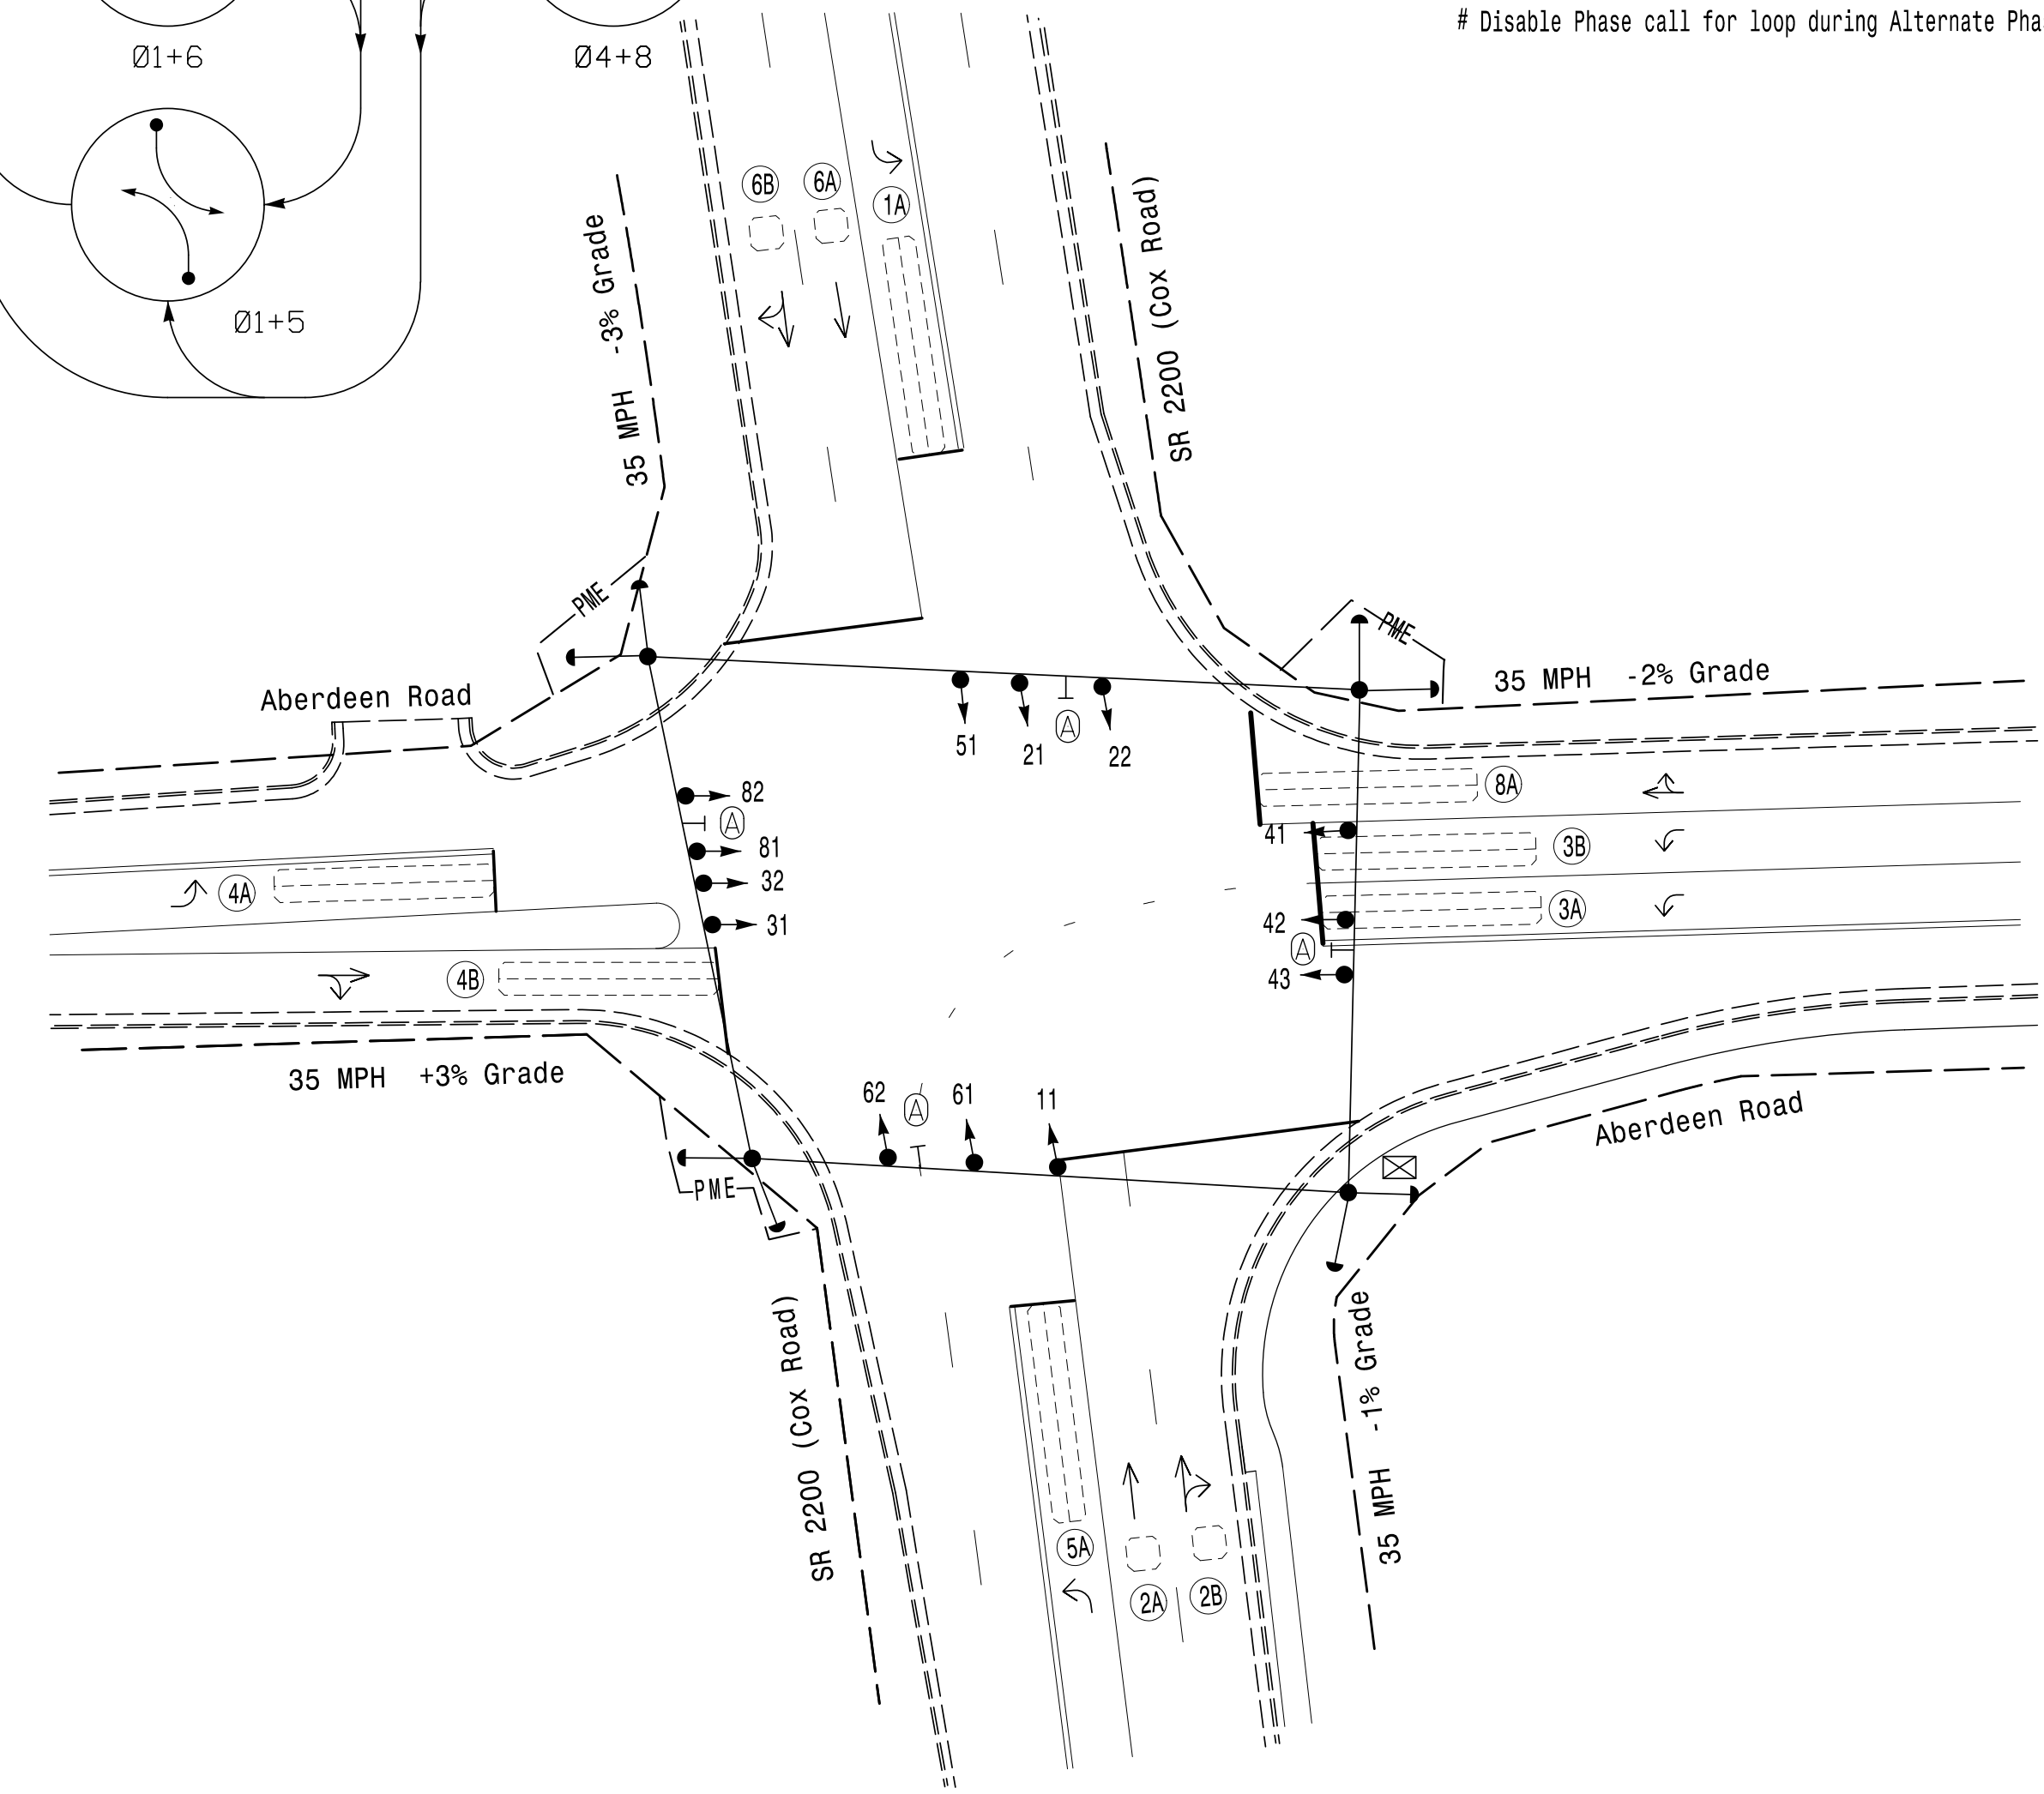 # Disable Phase call for loop during Alternate Pha
Ø1+6
Ø4+8
Ø1+5
6B
6A
1A
35 MPH -3% Grade
SR 2200 (Cox Road)
PME
PME
35 MPH -2% Grade
Aberdeen Road
51
21
A
22
82
A
81
32
31
41
42
A
43
8A
3B
3A
4A
4B
35 MPH +3% Grade
62
A
61
11
Aberdeen Road
PME
SR 2200 (Cox Road)
35 MPH -1% Grade
5A
2A
2B